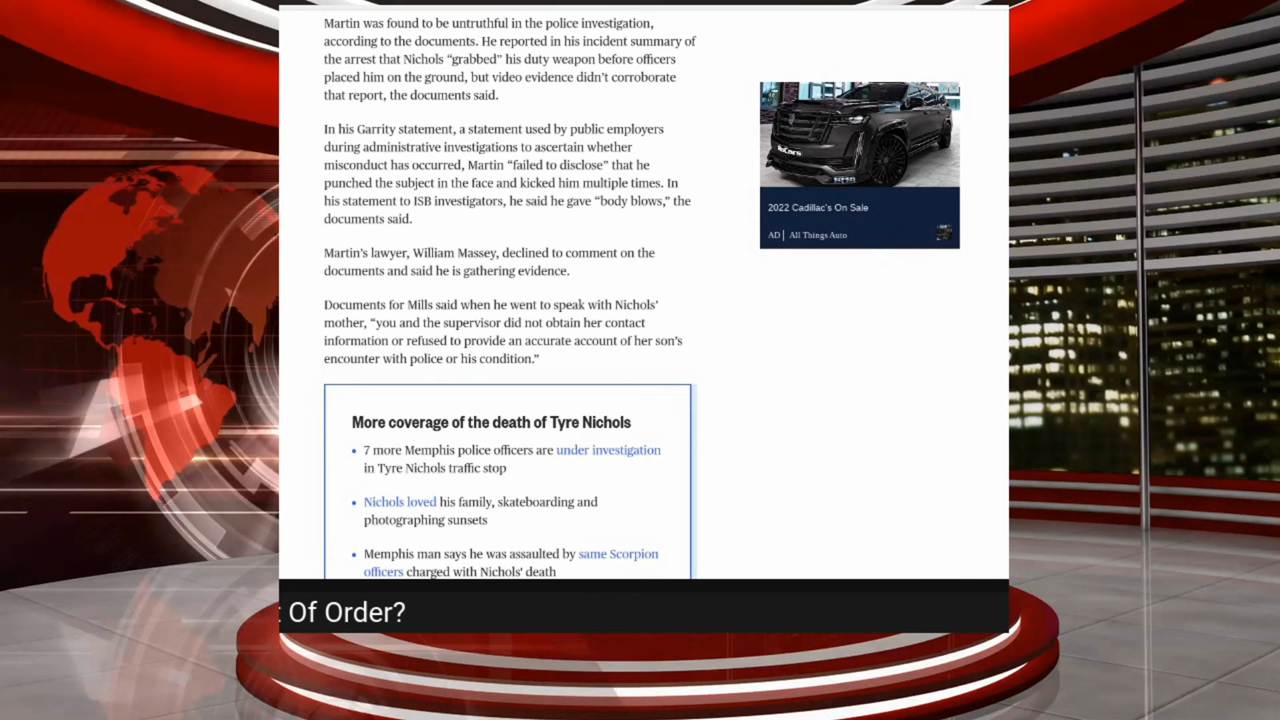 Martin was found to be untruthful in the police investigation,
according to the documents. He reported in his incident summary of
the arrest that Nichols “grabbed” his duty weapon before officers
placed him on the ground, but video evidence didn’t corroborate
that report, the documents said.
In his Garrity statement, a statement used by public employers
during administrative investigations to ascertain whether
misconduct has occurred, Martin “failed to disclose” that he
punched the subject in the face and kicked him multiple times. In
his statement to ISB investigators, he said he gave “body blows,” the
documents said.
Martin’s lawyer, William Massey, declined to comment on the
documents and said he is gathering evidence.
Documents for Mills said when he went to speak with Nichols’
mother, “you and the supervisor did not obtain her contact
information or refused to provide an accurate account of her son’s
encounter with police or his condition.”
More coverage of the death of Tyre Nichols
• 7 more Memphis police officers are under investigation
in Tyre Nichols traffic stop
• Nichols loved his family, skateboarding and
photographing sunsets
• Memphis man says he was assaulted by same Scorpion
officers charged with Nichols' death
2022 Cadillac's On Sale
AD | All Things Auto
Of Order?